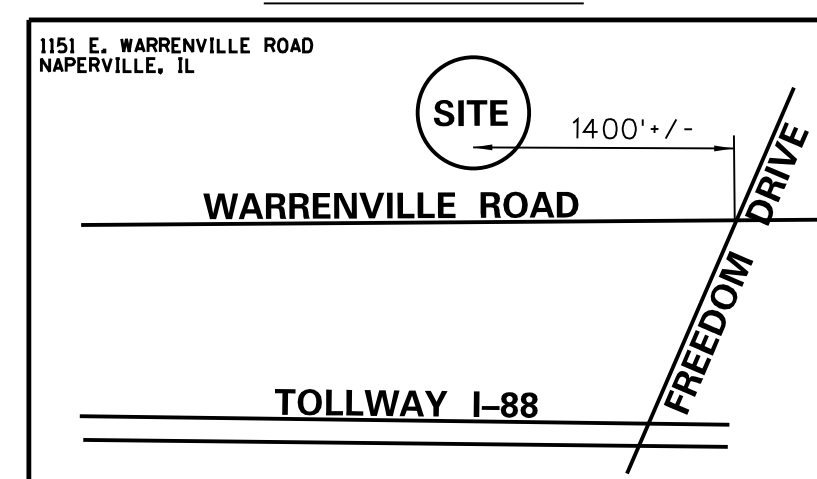 1151 E. WARRENVILLE ROAD
NAPERVILLE, IL
SITE
1400'+/-
WARRENVILLE ROAD
FREEDOM DRIVE
TOLLWAY I-88